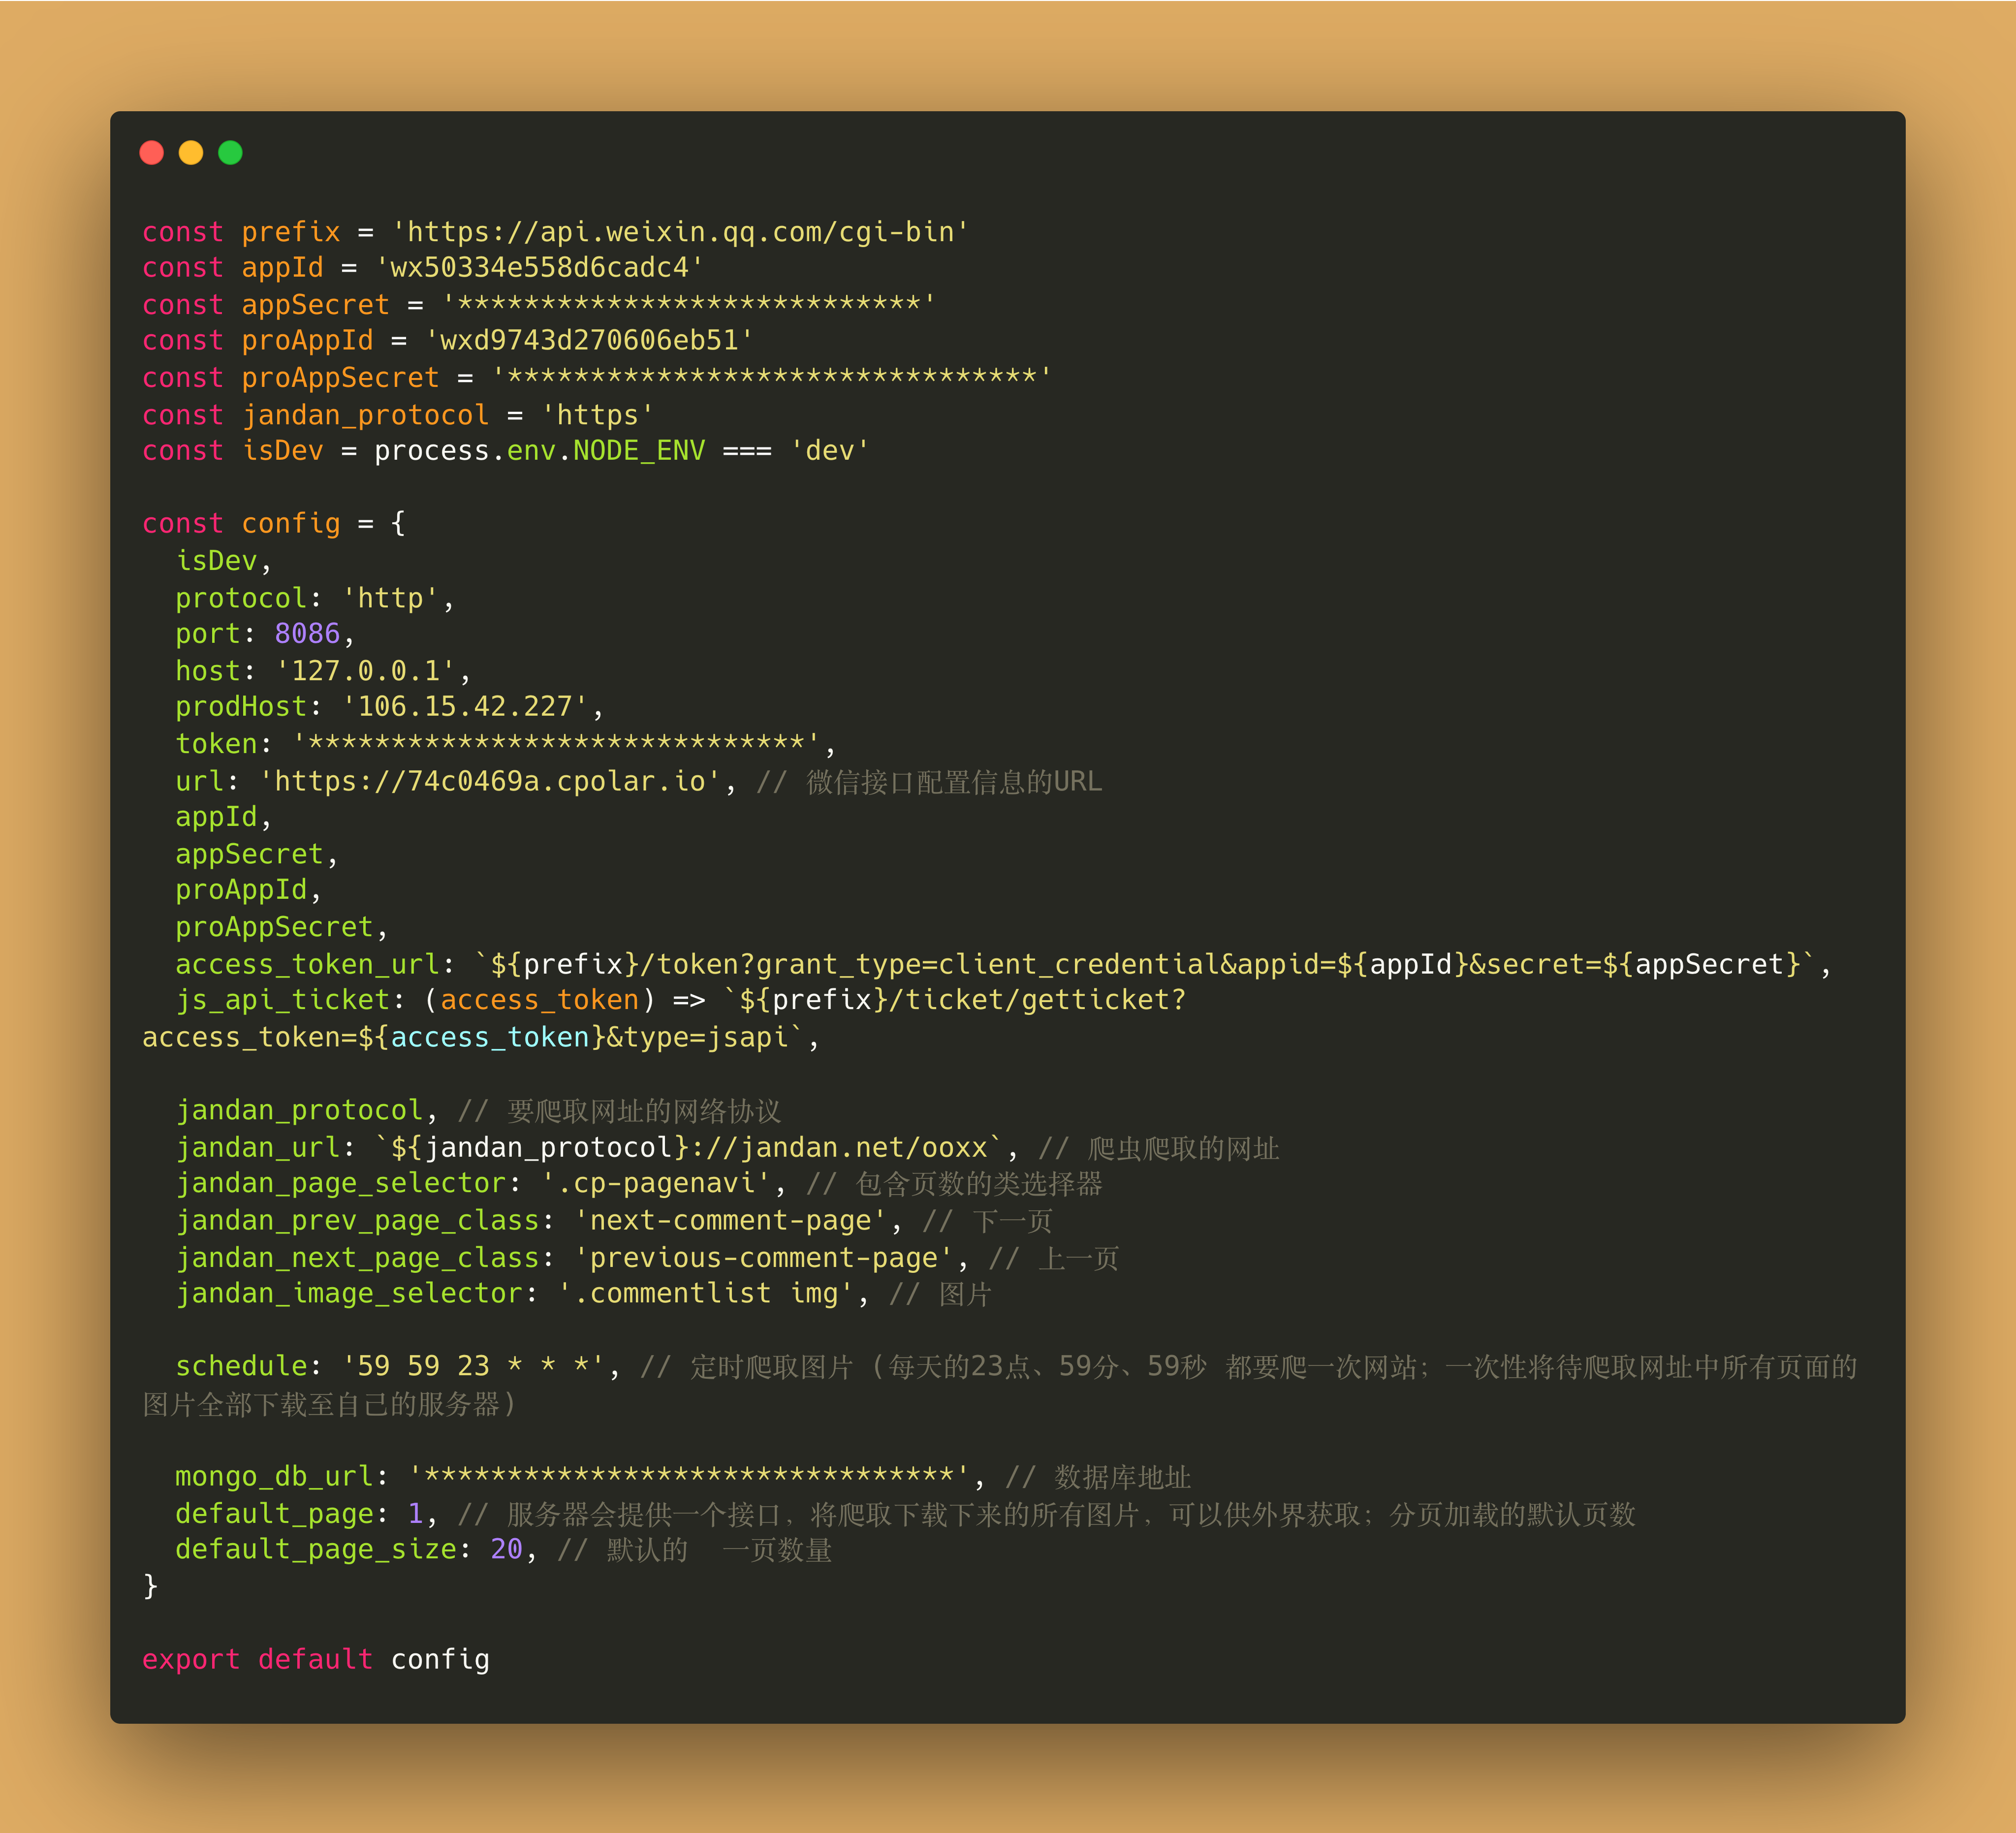 const prefix = 'https://api.weixin.qq.com/cgi-bin'
const appId = 'wx50334e558d6cadc4'
const appSecret = '****************************'
const proAppId = 'wxd9743d270606eb51'
const proAppSecret = '********************************'
const jandan_protocol = 'https'
const isDev = process.env.NODE_ENV === 'dev'
const config = {
  isDev,
  protocol: 'http',
  port: 8086,
  host: '127.0.0.1',
  prodHost: '106.15.42.227',
  token: '******************************',
  url: 'https://74c0469a.cpolar.io', // 微信接口配置信息的URL
  appId,
  appSecret,
  proAppId,
  proAppSecret,
  access_token_url: `${prefix}/token?grant_type=client_credential&appid=${appId}&secret=${appSecret}`,
  js_api_ticket: (access_token) => `${prefix}/ticket/getticket?
access_token=${access_token}&type=jsapi`,
  jandan_protocol, // 要爬取网址的网络协议
  jandan_url: `${jandan_protocol}://jandan.net/ooxx`, // 爬虫爬取的网址
  jandan_page_selector: '.cp-pagenavi', // 包含页数的类选择器
  jandan_prev_page_class: 'next-comment-page', // 下一页
  jandan_next_page_class: 'previous-comment-page', // 上一页
  jandan_image_selector: '.commentlist img', // 图片
  schedule: '59 59 23 * * *', // 定时爬取图片 (每天的23点、59分、59秒 都要爬一次网站；一次性将待爬取网址中所有页面的
图片全部下载至自己的服务器)
  mongo_db_url: '********************************', // 数据库地址
  default_page: 1, // 服务器会提供一个接口，将爬取下载下来的所有图片，可以供外界获取；分页加载的默认页数
  default_page_size: 20, // 默认的  一页数量
}
export default config